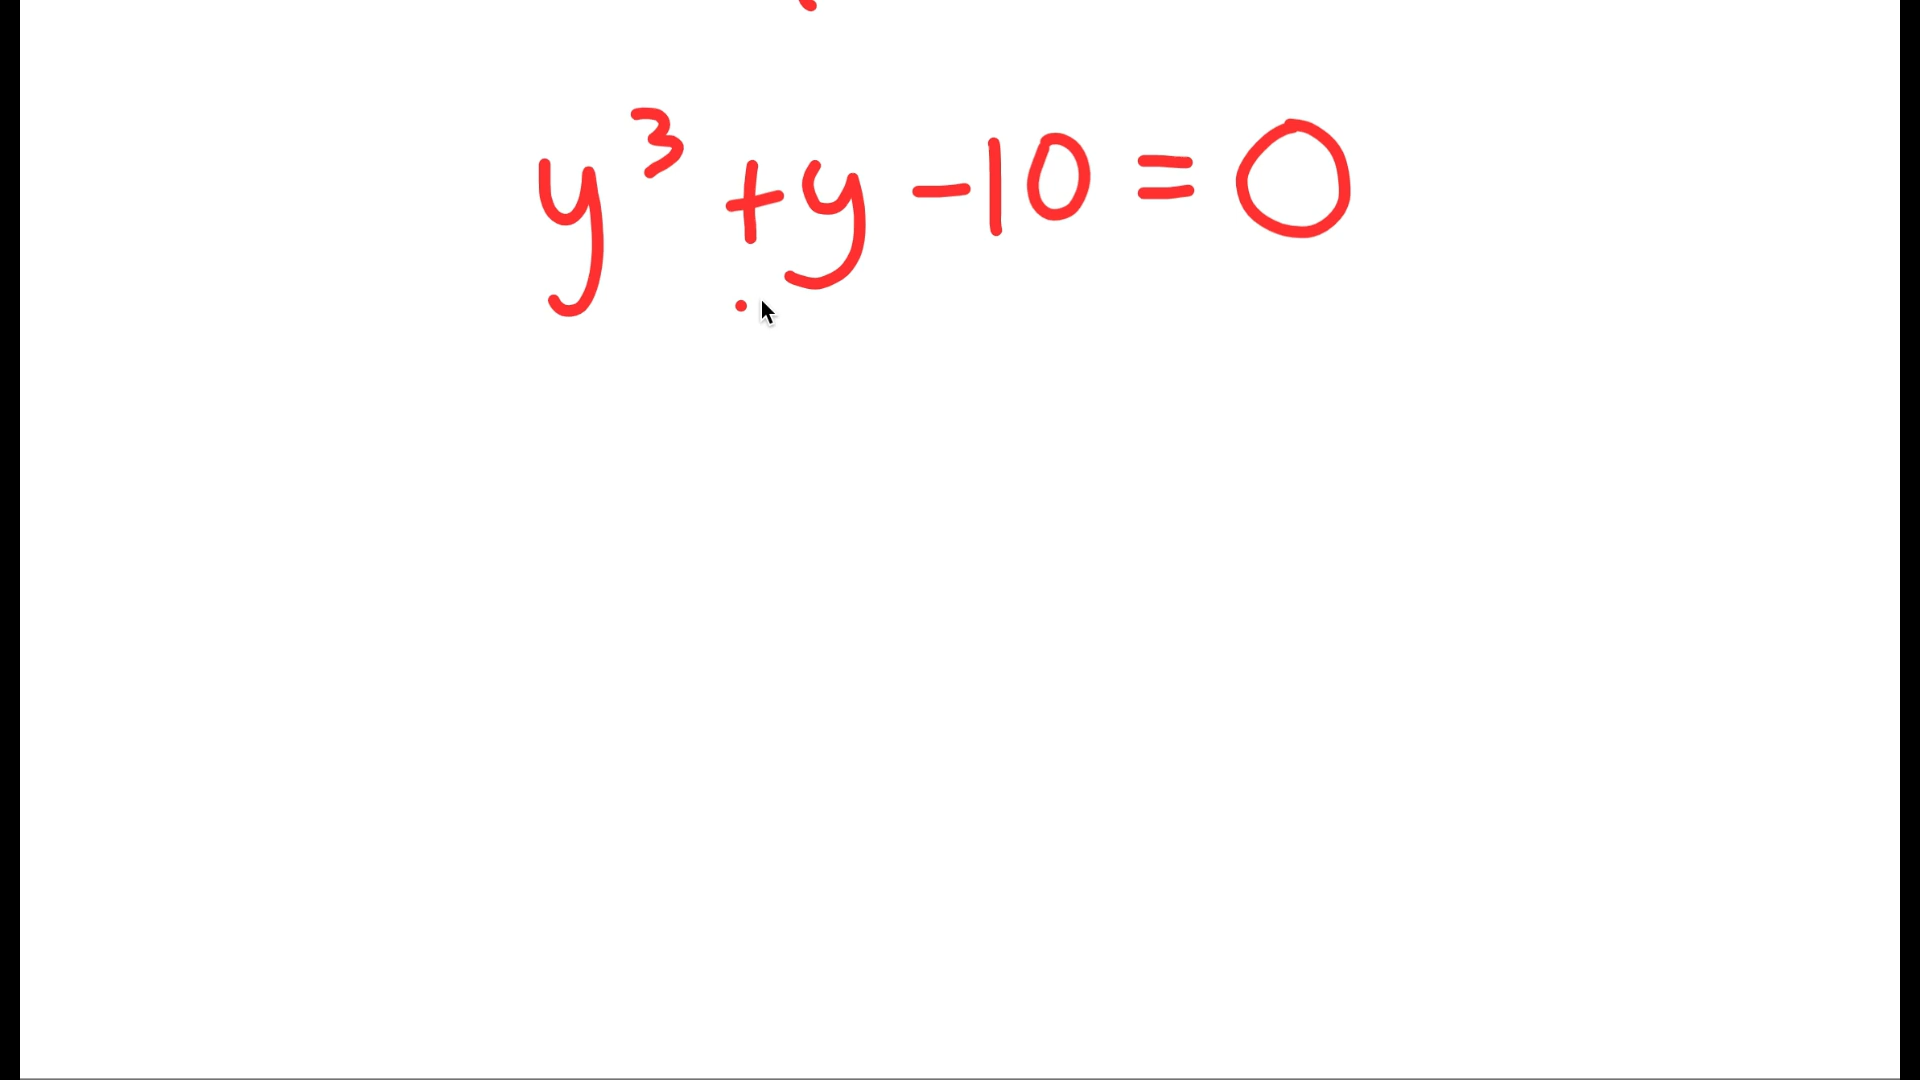 y³ + y - 10 = 0